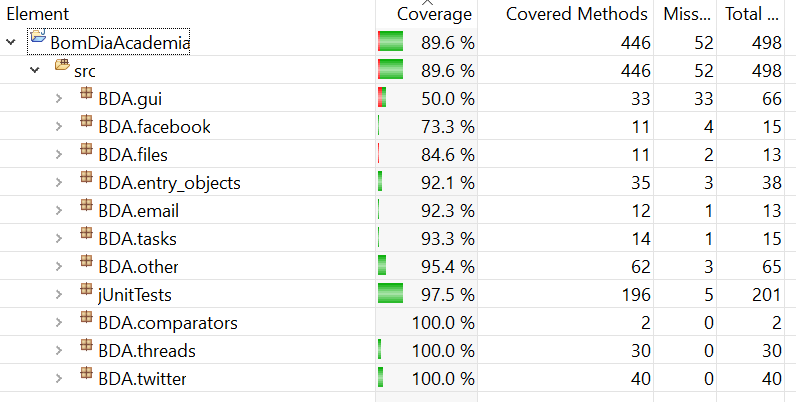 Element Coverage Covered Methods Miss... Total ...
BomDiaAcademia 89.6 % 446 52 498
src 89.6 % 446 52 498
BDA.gui 50.0 % 33 33 66
BDA.facebook 73.3 % 11 4 15
BDA.files 84.6 % 11 2 13
BDA.entry_objects 92.1 % 35 3 38
BDA.email 92.3 % 12 1 13
BDA.tasks 93.3 % 14 1 15
BDA.other 95.4 % 62 3 65
jUnitTests 97.5 % 196 5 201
BDA.comparators 100.0 % 2 0 2
BDA.threads 100.0 % 30 0 30
BDA.twitter 100.0 % 40 0 40